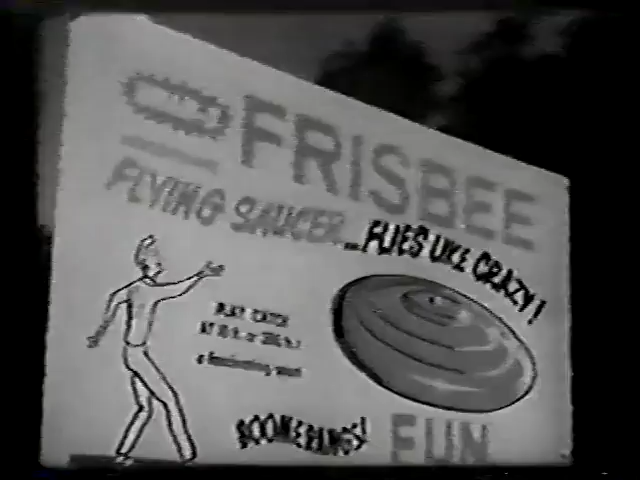 FRISBEE
FLYING SAUCER... FLIES LIKE CRAZY!
PLAY CATCH
BOOMERANGS!
FUN